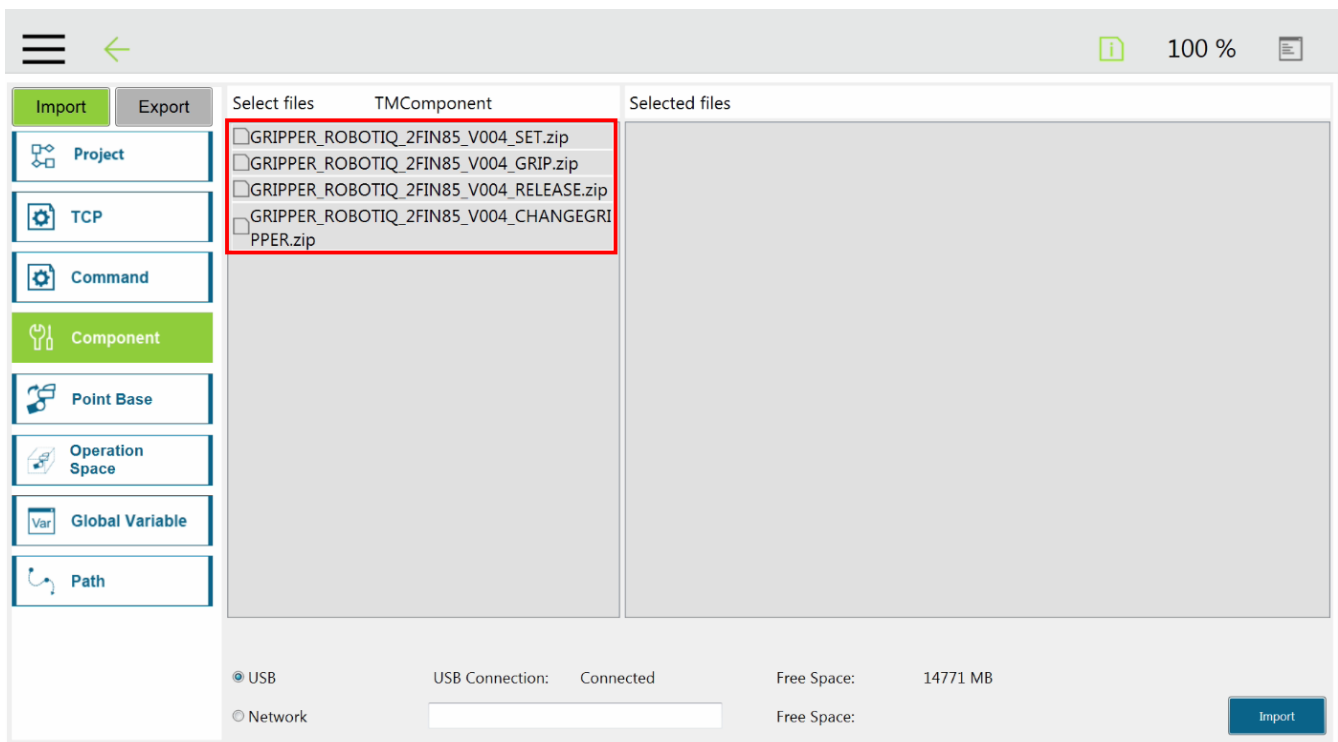 100 %
Import
Export
Select files
TMComponent
Selected files
GRIPPER_ROBOTIQ_2FIN85_V004_SET.zip
GRIPPER_ROBOTIQ_2FIN85_V004_GRIP.zip
GRIPPER_ROBOTIQ_2FIN85_V004_RELEASE.zip
GRIPPER_ROBOTIQ_2FIN85_V004_CHANGEGRI
PPER.zip
Project
TCP
Command
Component
Point Base
Operation
Space
Var
Global Variable
Path
USB
USB Connection:
Connected
Free Space:
14771 MB
Network
Free Space:
Import